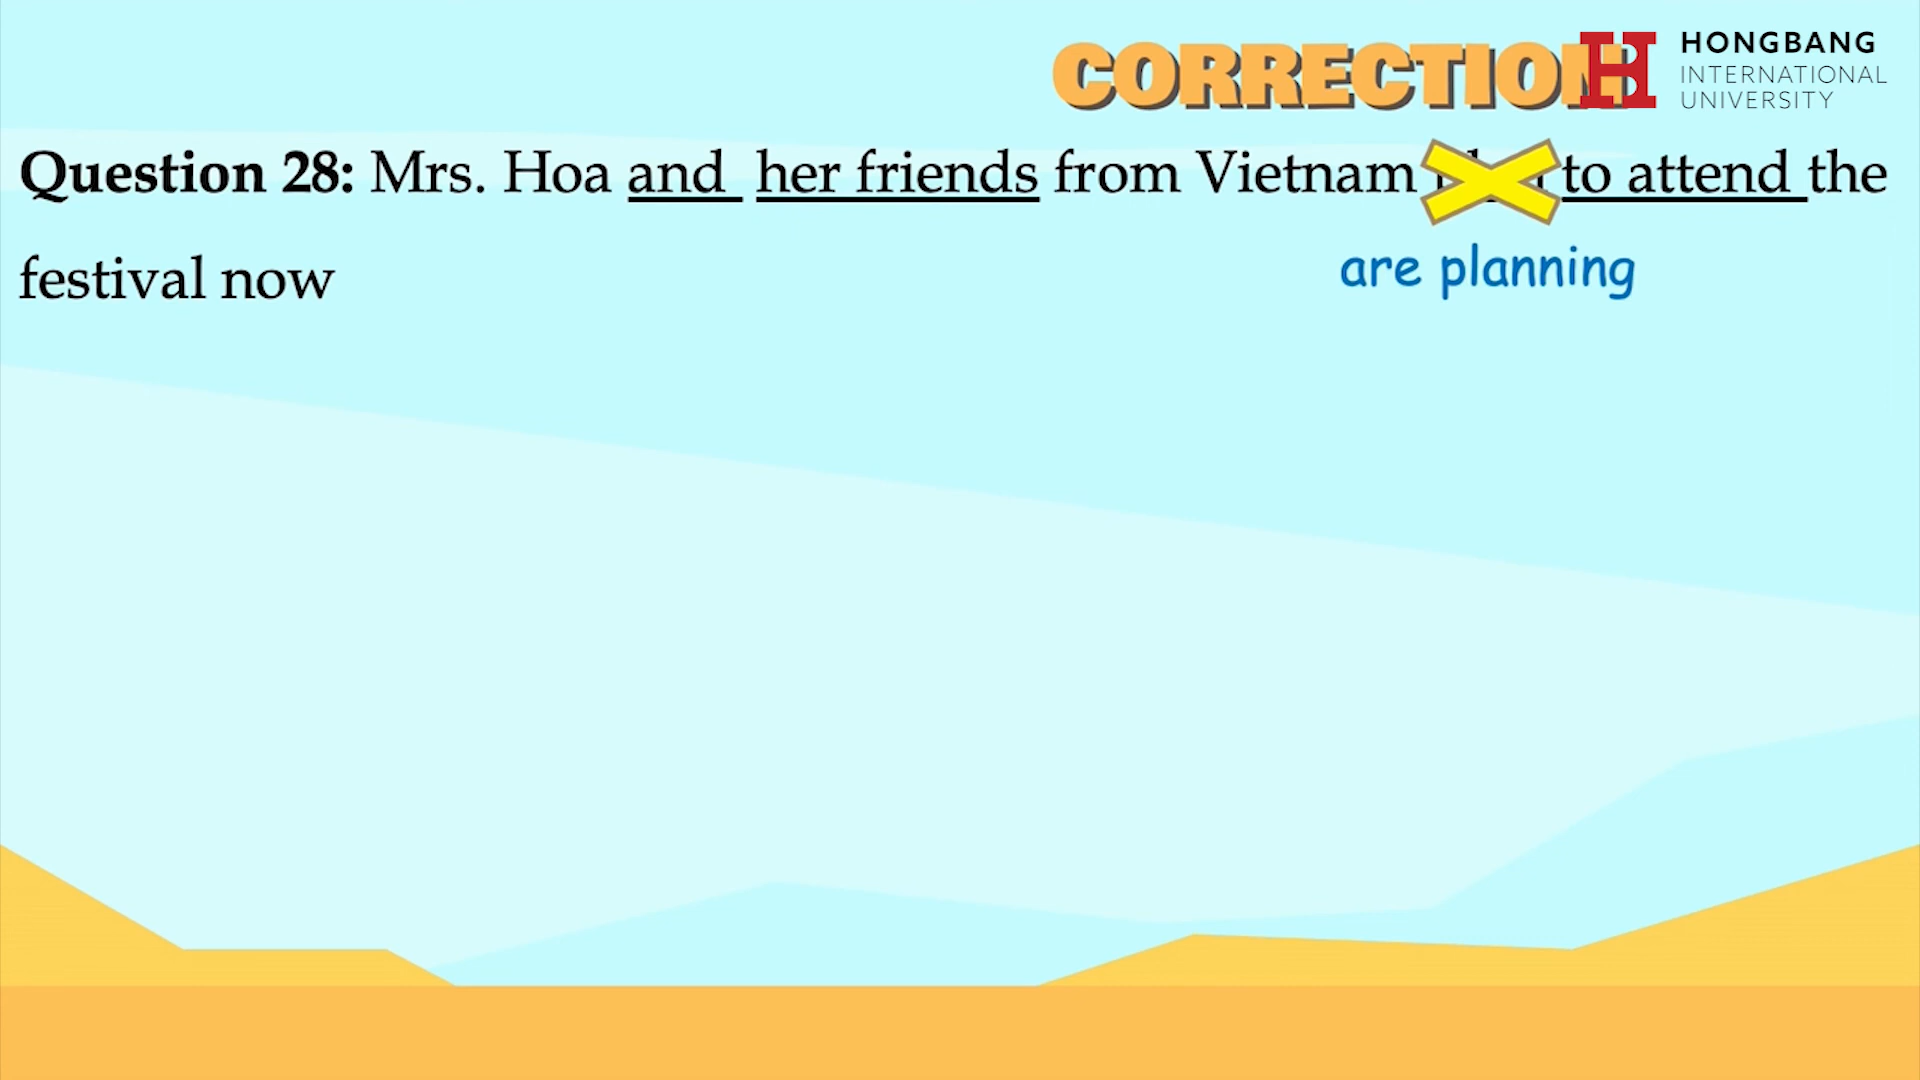 CORRECTION
HONGBANG
INTERNATIONAL
UNIVERSITY
Question 28: Mrs. Hoa and her friends from Vietnam to attend the
are planning
festival now